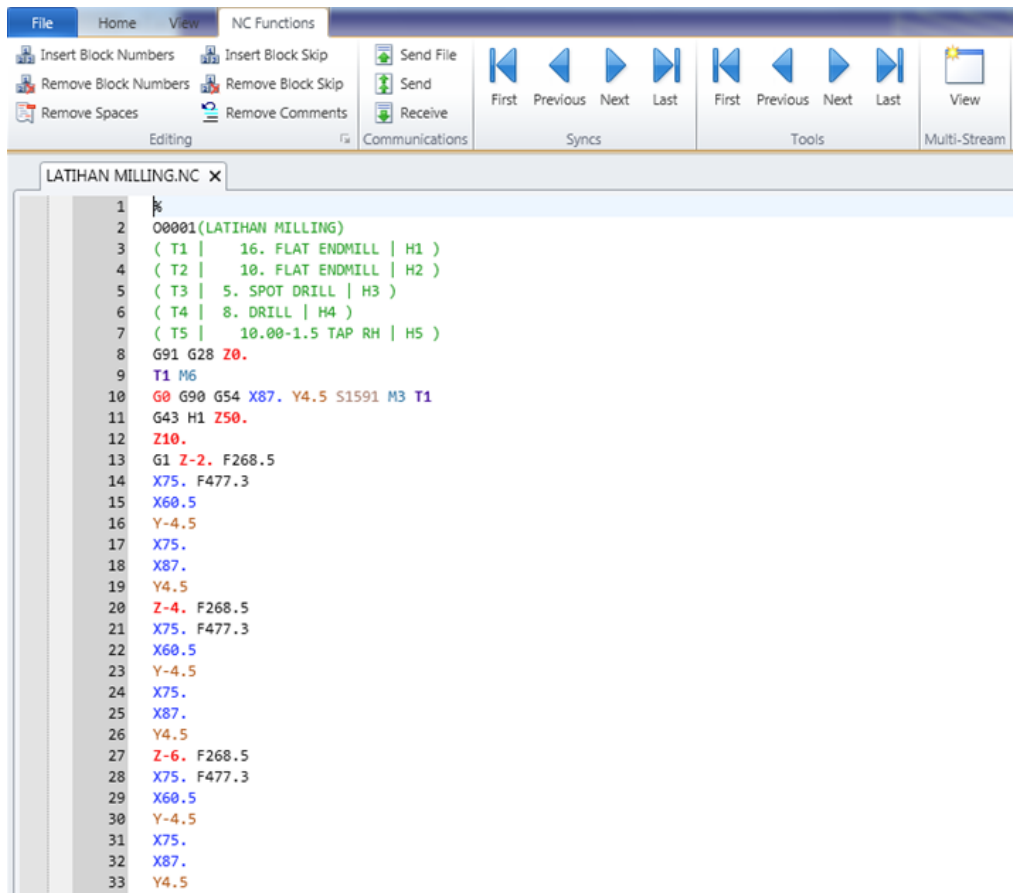 File Home View NC Functions
Insert Block Numbers Insert Block Skip Send File
Remove Block Numbers Remove Block Skip Send
Remove Spaces Remove Comments Receive
First Previous Next Last First Previous Next Last View
Editing Communications Syncs Tools Multi-Stream
LATIHAN MILLING.NC X
1 %
2 O0001(LATIHAN MILLING)
3 ( T1 | 16. FLAT ENDMILL | H1 )
4 ( T2 | 10. FLAT ENDMILL | H2 )
5 ( T3 | 5. SPOT DRILL | H3 )
6 ( T4 | 8. DRILL | H4 )
7 ( T5 | 10.00-1.5 TAP RH | H5 )
8 G91 G28 Z0.
9 T1 M6
10 G0 G90 G54 X87. Y4.5 S1591 M3 T1
11 G43 H1 Z50.
12 Z10.
13 G1 Z-2. F268.5
14 X75. F477.3
15 X60.5
16 Y-4.5
17 X75.
18 X87.
19 Y4.5
20 Z-4. F268.5
21 X75. F477.3
22 X60.5
23 Y-4.5
24 X75.
25 X87.
26 Y4.5
27 Z-6. F268.5
28 X75. F477.3
29 X60.5
30 Y-4.5
31 X75.
32 X87.
33 Y4.5